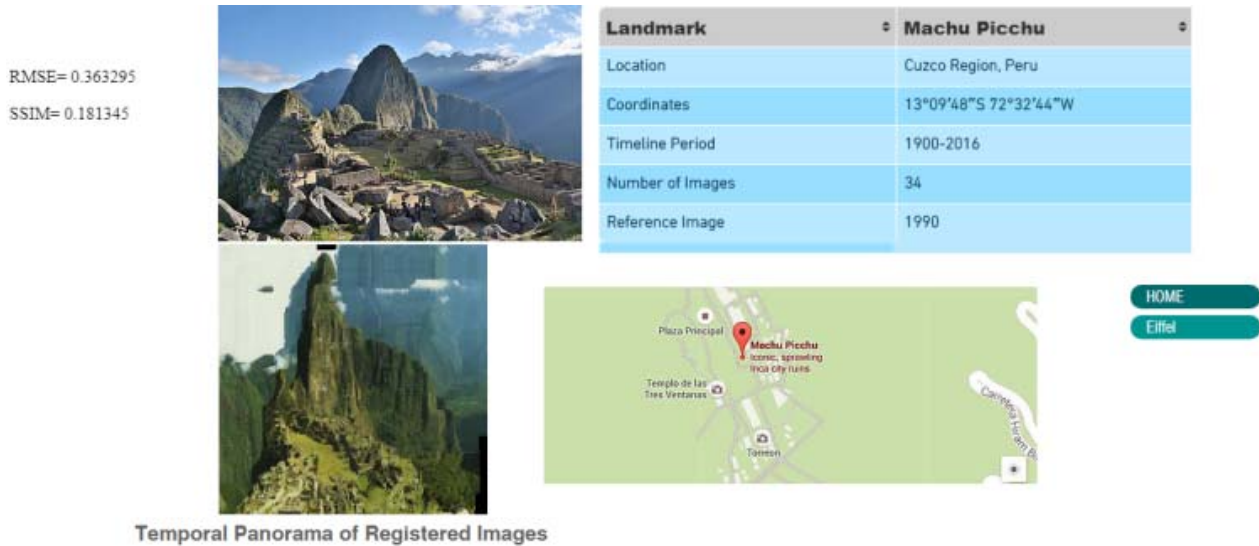 RMSE= 0.363295
SSIM= 0.181345
Landmark Machu Picchu
Location Cuzco Region, Peru
Coordinates 13°09'48"S 72°32'44"W
Timeline Period 1900-2016
Number of Images 34
Reference Image 1990
HOME
Eiffel
Plaza Principal
Machu Picchu
Iconic, sprawling
Inca city ruins
Templo de las
Tres Ventanas
Torreon
Carretera Hiram B
Temporal Panorama of Registered Images